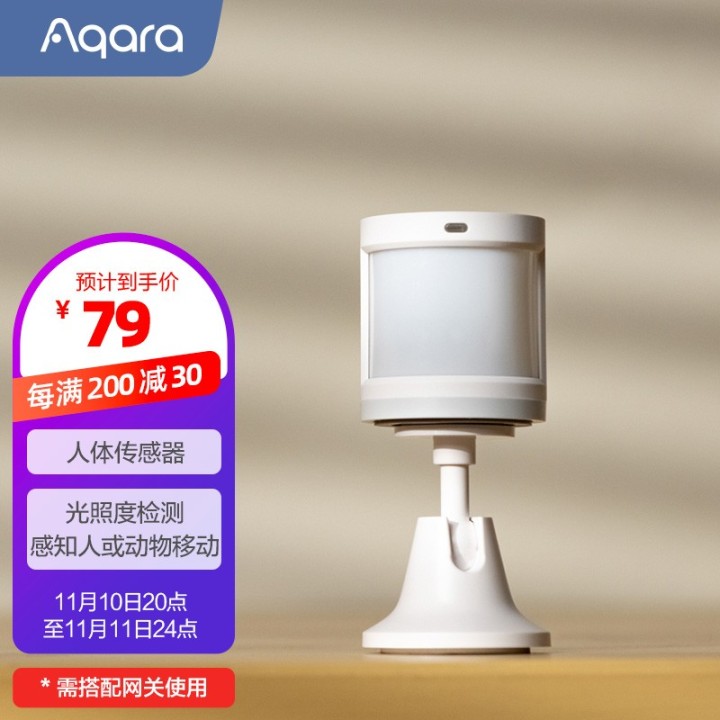 Aqara
预计到手价
¥79
每满200减30
人体传感器
光照度检测
感知人或动物移动
11月10日20点
至11月11日24点
*需搭配网关使用